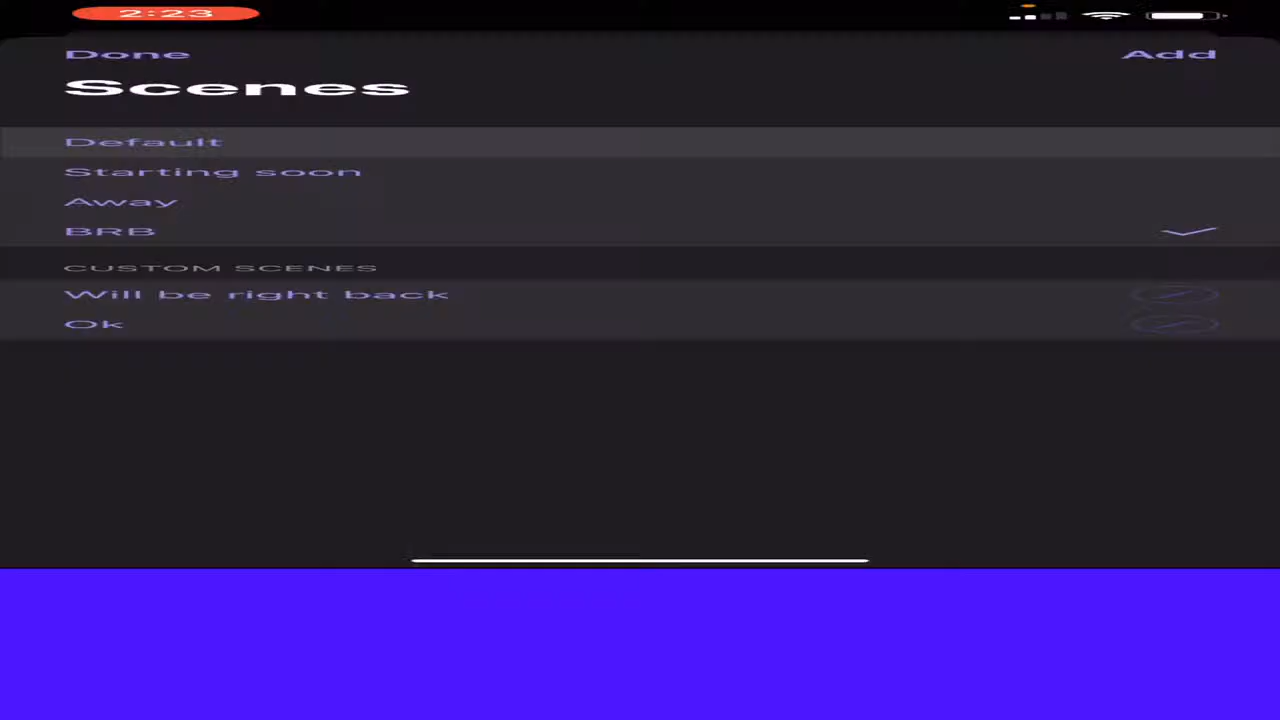 2:23
Done
Add
Scenes
Default
Starting soon
Away
BRB
CUSTOM SCENES
Will be right back
Ok